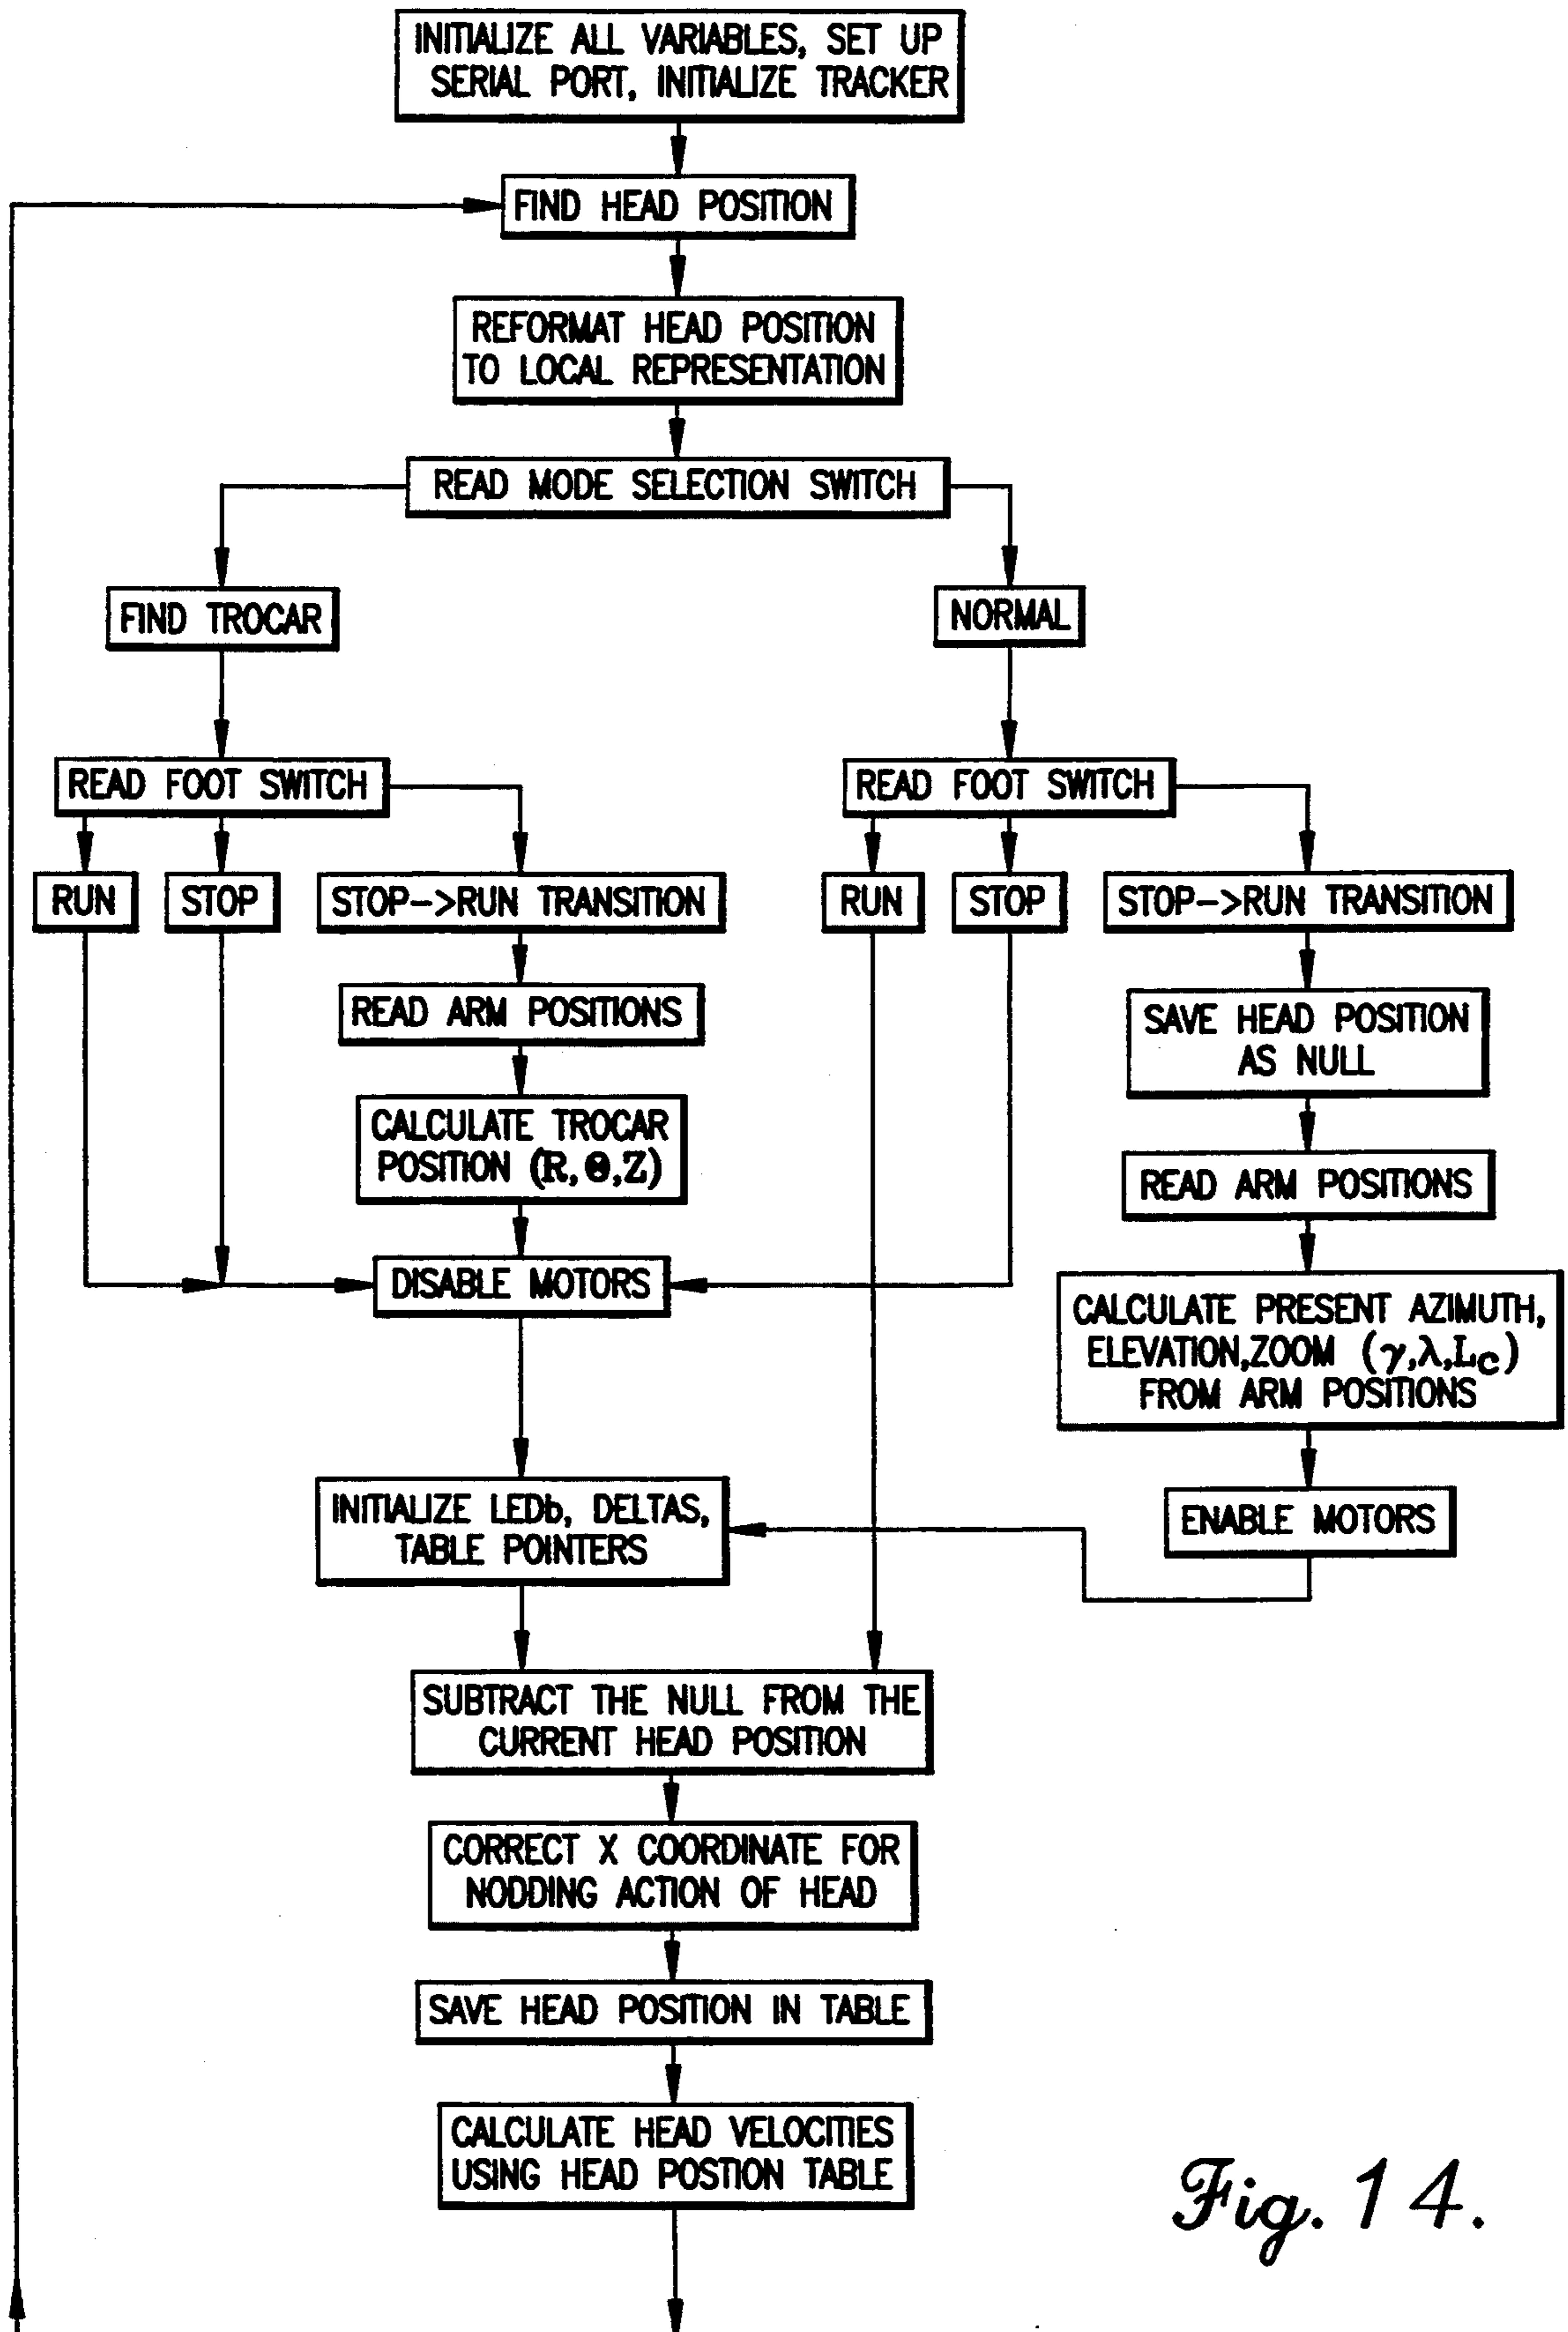 INITIALIZE ALL VARIABLES, SET UP
SERIAL PORT, INITIALIZE TRACKER
FIND HEAD POSITION
REFORMAT HEAD POSITION
TO LOCAL REPRESENTATION
READ MODE SELECTION SWITCH
FIND TROCAR
NORMAL
READ FOOT SWITCH
READ FOOT SWITCH
RUN
STOP
STOP->RUN TRANSITION
RUN
STOP
STOP->RUN TRANSITION
READ ARM POSITIONS
CALCULATE TROCAR
POSITION (R,Θ,Z)
SAVE HEAD POSITION
AS NULL
READ ARM POSITIONS
DISABLE MOTORS
CALCULATE PRESENT AZIMUTH,
ELEVATION,ZOOM (γ,λ,Lc)
FROM ARM POSITIONS
ENABLE MOTORS
INITIALIZE LEDb, DELTAS,
TABLE POINTERS
SUBTRACT THE NULL FROM THE
CURRENT HEAD POSITION
CORRECT X COORDINATE FOR
NODDING ACTION OF HEAD
SAVE HEAD POSITION IN TABLE
CALCULATE HEAD VELOCITIES
USING HEAD POSTION TABLE
Fig. 14.